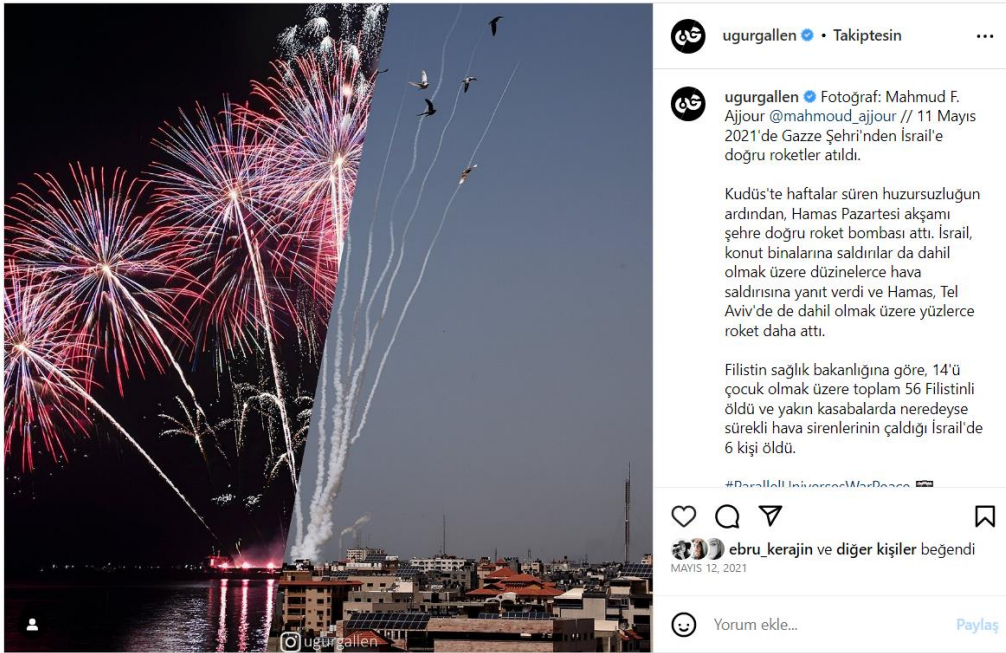 ugurgallen • Takiptesin
ugurgallen Fotoğraf: Mahmud F.
Ajjour @mahmoud_ajjour // 11 Mayıs
2021'de Gazze Şehri'nden İsrail'e
doğru roketler atıldı.
Kudüs'te haftalar süren huzursuzluğun
ardından, Hamas Pazartesi akşamı
şehre doğru roket bombası attı. İsrail,
konut binalarına saldırılar da dahil
olmak üzere düzinelerce hava
saldırısına yanıt verdi ve Hamas, Tel
Aviv'de de dahil olmak üzere yüzlerce
roket daha attı.
Filistin sağlık bakanlığına göre, 14'ü
çocuk olmak üzere toplam 56 Filistinli
öldü ve yakın kasabalarda neredeyse
sürekli hava sirenlerinin çaldığı İsrail'de
6 kişi öldü.
#ParallelUniversesWarPeace
ebru_kerajin ve diğer kişiler beğendi
MAYIS 12, 2021
Yorum ekle...
Paylaş
ugurgallen